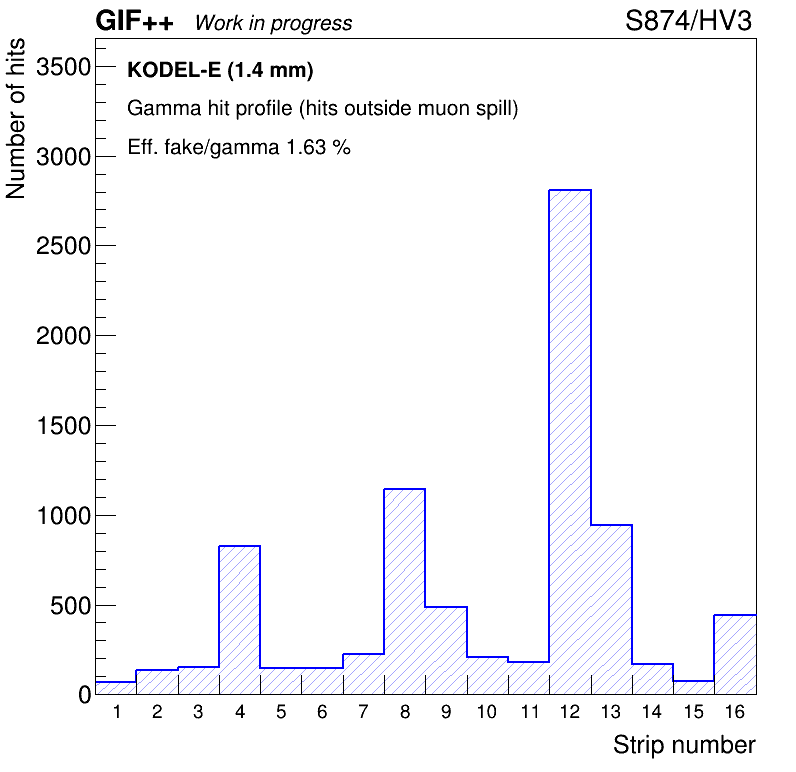 GIF++ Work in progress S874/HV3
Number of hits
KODEL-E (1.4 mm)
Gamma hit profile (hits outside muon spill)
Eff. fake/gamma 1.63 %
3500
3000
2500
2000
1500
1000
500
0
1 2 3 4 5 6 7 8 9 10 11 12 13 14 15 16
Strip number